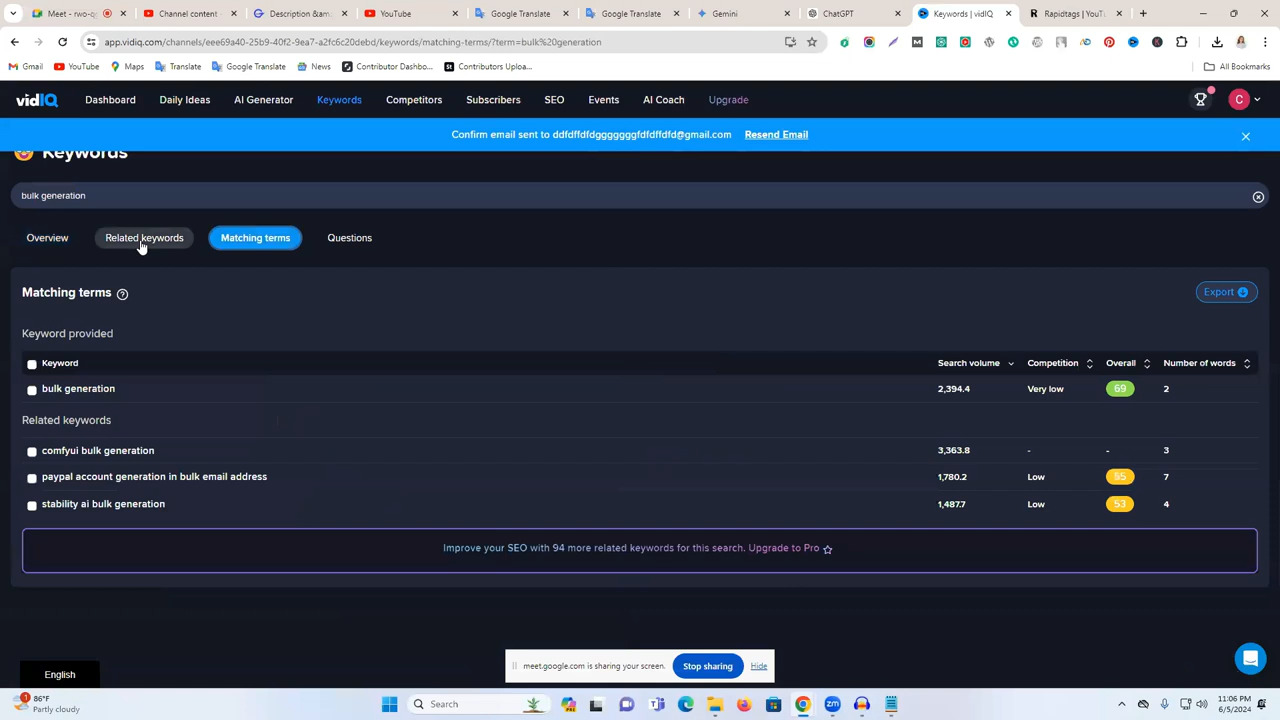 Meet - rwo-q
Channel conten
Description &am
YouTube
Google Translate
Google Translate
Gemini
ChatGPT
Keywords | vidIQ
Rapidtags | YouT
app.vidiq.com/channels/eee69a40-25b9-40f2-9ea7-a2fc6c20debd/keywords/matching-terms/?term=bulk%20generation
Gmail
YouTube
Maps
Translate
Google Translate
News
Contributor Dashbo...
Contributors Uploa...
All Bookmarks
vidIQ
Dashboard
Daily Ideas
AI Generator
Keywords
Competitors
Subscribers
SEO
Events
AI Coach
Upgrade
C
Confirm email sent to ddfdffdfdgggggggfdfdffdfd@gmail.com Resend Email
Keywords
bulk generation
Overview
Related keywords
Matching terms
Questions
Matching terms
Export
Keyword provided
Keyword Search volume Competition Overall Number of words
bulk generation 2,394.4 Very low 69 2
Related keywords
comfyui bulk generation 3,363.8 - - 3
paypal account generation in bulk email address 1,780.2 Low 55 7
stability ai bulk generation 1,487.7 Low 53 4
Improve your SEO with 94 more related keywords for this search. Upgrade to Pro
meet.google.com is sharing your screen. Stop sharing Hide
English
86°F
Partly cloudy
Search
11:06 PM
6/5/2024